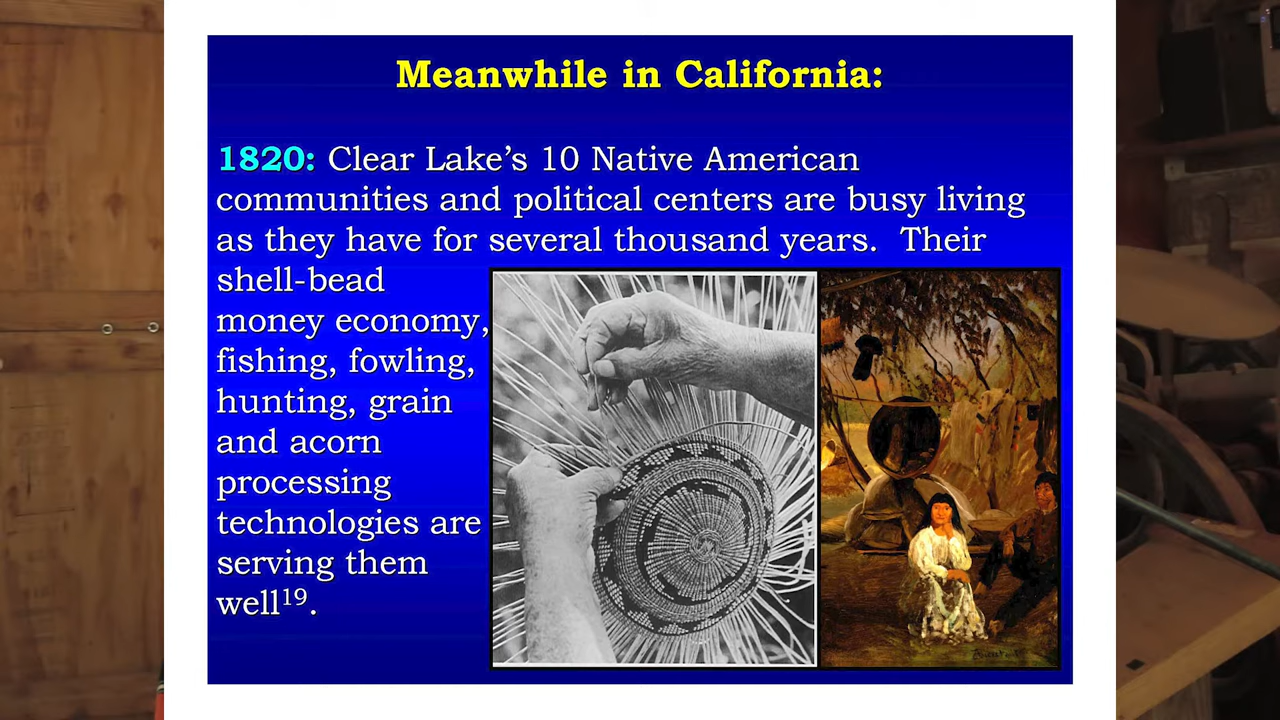 Meanwhile in California:
1820: Clear Lake’s 10 Native American
communities and political centers are busy living
as they have for several thousand years.  Their
shell-bead
money economy,
fishing, fowling,
hunting, grain
and acorn
processing
technologies are
serving them
well¹⁹.